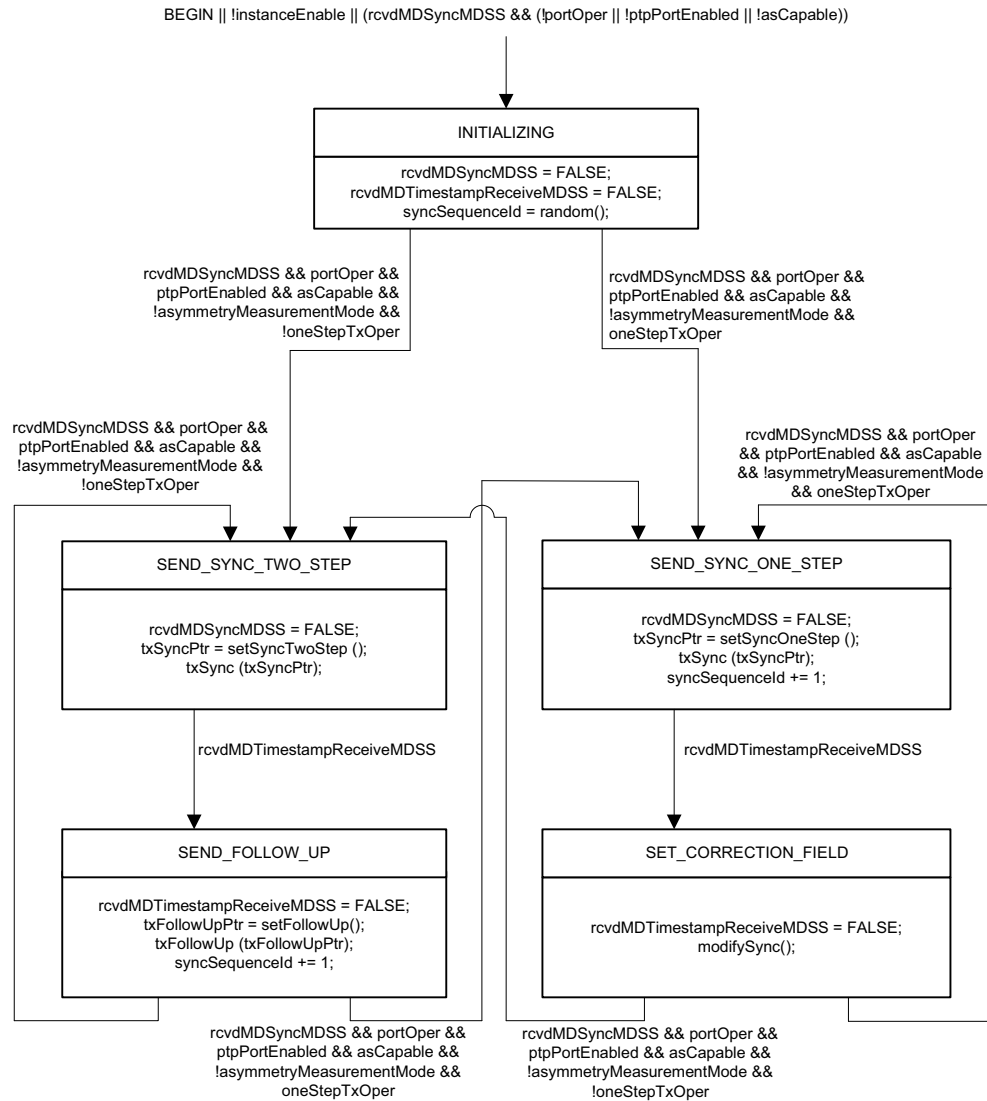 BEGIN || !instanceEnable || (rcvdMDSyncMDSS && (!portOper || !ptpPortEnabled || !asCapable))
INITIALIZING
rcvdMDSyncMDSS = FALSE;
rcvdMDTimestampReceiveMDSS = FALSE;
syncSequenceId = random();
rcvdMDSyncMDSS && portOper &&
ptpPortEnabled && asCapable &&
!asymmetryMeasurementMode &&
!oneStepTxOper
rcvdMDSyncMDSS && portOper &&
ptpPortEnabled && asCapable &&
!asymmetryMeasurementMode &&
oneStepTxOper
rcvdMDSyncMDSS && portOper &&
ptpPortEnabled && asCapable &&
!asymmetryMeasurementMode &&
!oneStepTxOper
rcvdMDSyncMDSS && portOper
&& ptpPortEnabled && asCapable
&& !asymmetryMeasurementMode
&& oneStepTxOper
SEND_SYNC_TWO_STEP
rcvdMDSyncMDSS = FALSE;
txSyncPtr = setSyncTwoStep ();
txSync (txSyncPtr);
SEND_SYNC_ONE_STEP
rcvdMDSyncMDSS = FALSE;
txSyncPtr = setSyncOneStep ();
txSync (txSyncPtr);
syncSequenceId += 1;
rcvdMDTimestampReceiveMDSS
rcvdMDTimestampReceiveMDSS
SEND_FOLLOW_UP
rcvdMDTimestampReceiveMDSS = FALSE;
txFollowUpPtr = setFollowUp();
txFollowUp (txFollowUpPtr);
syncSequenceId += 1;
SET_CORRECTION_FIELD
rcvdMDTimestampReceiveMDSS = FALSE;
modifySync();
rcvdMDSyncMDSS && portOper &&
ptpPortEnabled && asCapable &&
!asymmetryMeasurementMode &&
oneStepTxOper
rcvdMDSyncMDSS && portOper &&
ptpPortEnabled && asCapable &&
!asymmetryMeasurementMode &&
!oneStepTxOper